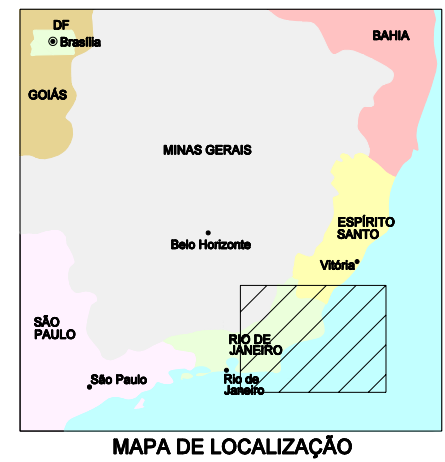 DF
Brasília
BAHIA
GOIÁS
MINAS GERAIS
ESPÍRITO
SANTO
Belo Horizonte
Vitória
SÃO
PAULO
RIO DE
JANEIRO
São Paulo
Rio de
Janeiro
MAPA DE LOCALIZAÇÃO